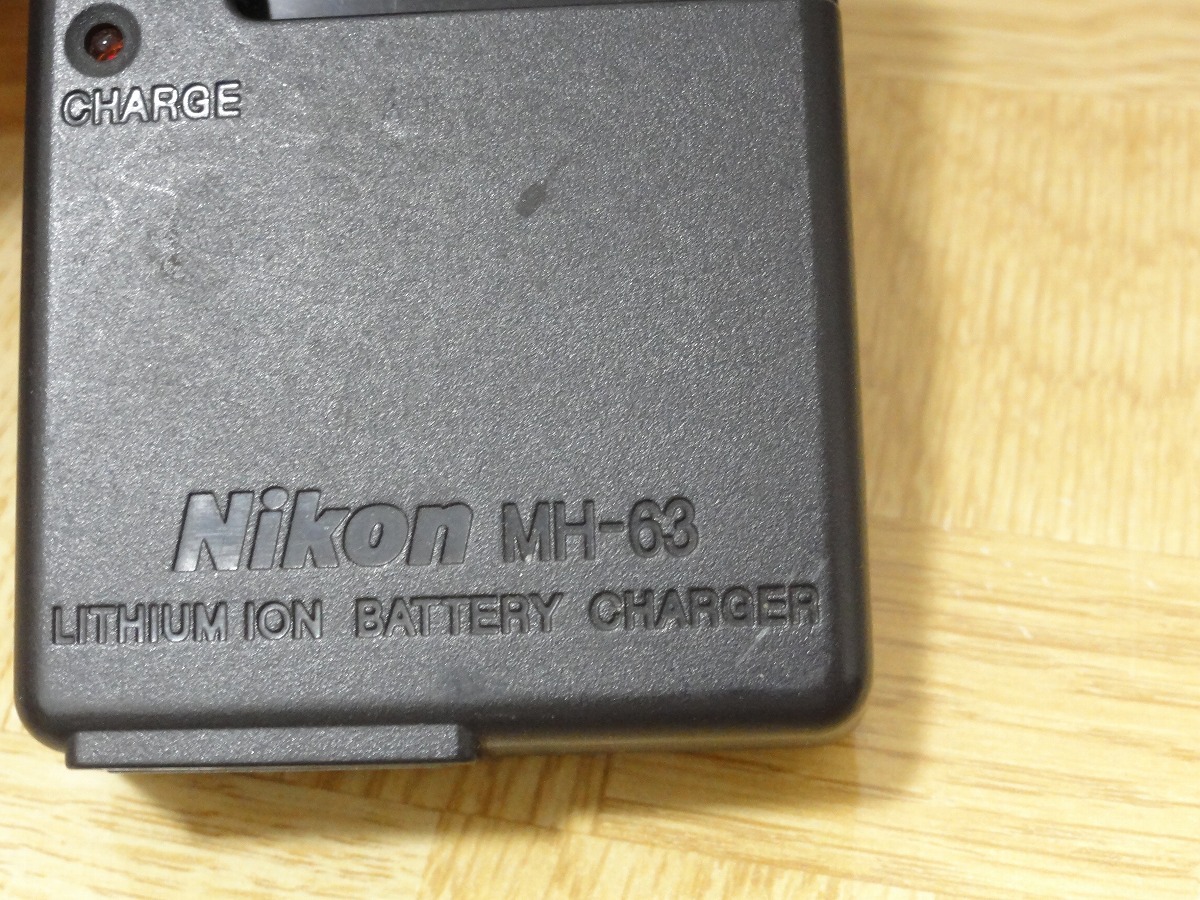 CHARGE
Nikon MH-63
LITHIUM ION BATTERY CHARGER